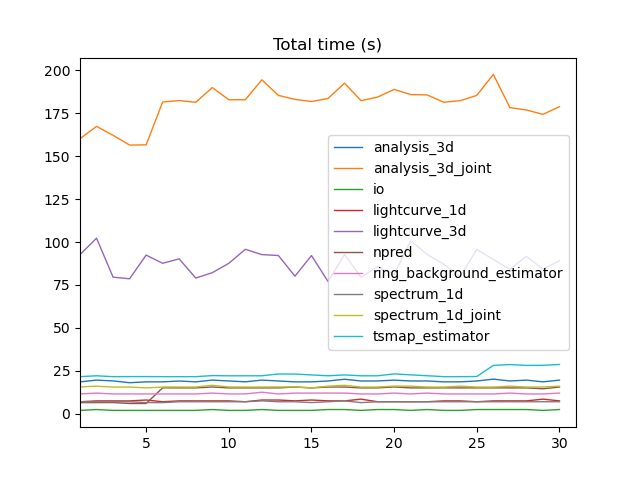 Total time (s)
200
175
150
125
100
75
50
25
0
analysis_3d
analysis_3d_joint
io
lightcurve_1d
lightcurve_3d
npred
ring_background_estimator
spectrum_1d
spectrum_1d_joint
tsmap_estimator
5 10 15 20 25 30